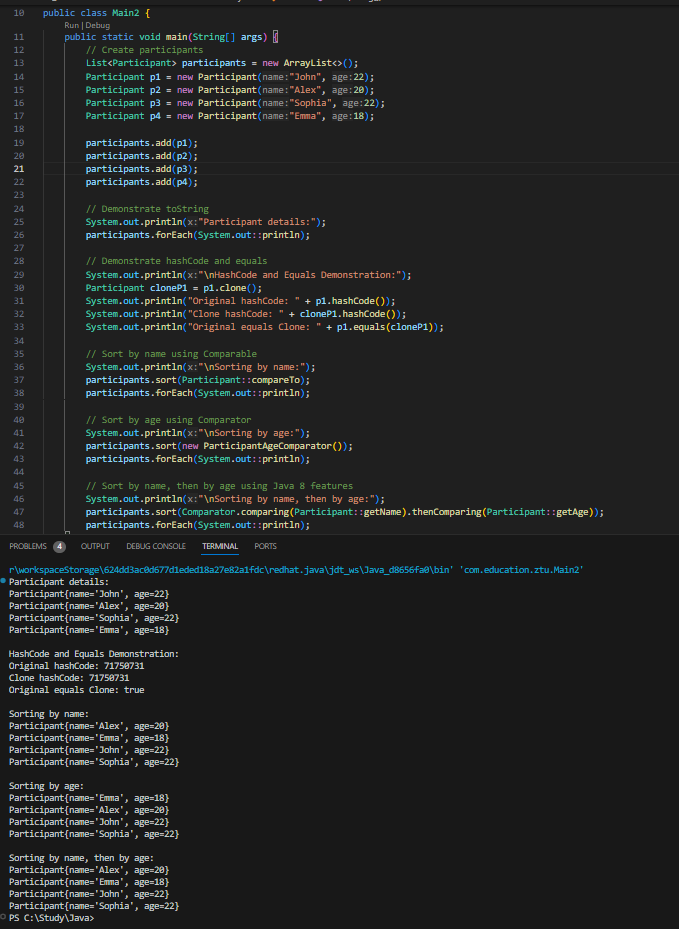 10 public class Main2 {
Run | Debug
11 public static void main(String[] args) {
12 // Create participants
13 List<Participant> participants = new ArrayList<>();
14 Participant p1 = new Participant(name:"John", age:22);
15 Participant p2 = new Participant(name:"Alex", age:20);
16 Participant p3 = new Participant(name:"Sophia", age:22);
17 Participant p4 = new Participant(name:"Emma", age:18);
18
19 participants.add(p1);
20 participants.add(p2);
21 participants.add(p3);
22 participants.add(p4);
23
24 // Demonstrate toString
25 System.out.println(x:"Participant details:");
26 participants.forEach(System.out::println);
27
28 // Demonstrate hashCode and equals
29 System.out.println(x:"\nHashCode and Equals Demonstration:");
30 Participant cloneP1 = p1.clone();
31 System.out.println("Original hashCode: " + p1.hashCode());
32 System.out.println("Clone hashCode: " + cloneP1.hashCode());
33 System.out.println("Original equals Clone: " + p1.equals(cloneP1));
34
35 // Sort by name using Comparable
36 System.out.println(x:"\nSorting by name:");
37 participants.sort(Participant::compareTo);
38 participants.forEach(System.out::println);
39
40 // Sort by age using Comparator
41 System.out.println(x:"\nSorting by age:");
42 participants.sort(new ParticipantAgeComparator());
43 participants.forEach(System.out::println);
44
45 // Sort by name, then by age using Java 8 features
46 System.out.println(x:"\nSorting by name, then by age:");
47 participants.sort(Comparator.comparing(Participant::getName).thenComparing(Participant::getAge));
48 participants.forEach(System.out::println);
PROBLEMS 4 OUTPUT DEBUG CONSOLE TERMINAL PORTS
r\workspaceStorage\624dd3ac0d677d1eded18a27e82a1fdc\redhat.java\jdt_ws\Java_d8656fa0\bin' 'com.education.ztu.Main2'
Participant details:
Participant{name='John', age=22}
Participant{name='Alex', age=20}
Participant{name='Sophia', age=22}
Participant{name='Emma', age=18}
HashCode and Equals Demonstration:
Original hashCode: 71750731
Clone hashCode: 71750731
Original equals Clone: true
Sorting by name:
Participant{name='Alex', age=20}
Participant{name='Emma', age=18}
Participant{name='John', age=22}
Participant{name='Sophia', age=22}
Sorting by age:
Participant{name='Emma', age=18}
Participant{name='Alex', age=20}
Participant{name='John', age=22}
Participant{name='Sophia', age=22}
Sorting by name, then by age:
Participant{name='Alex', age=20}
Participant{name='Emma', age=18}
Participant{name='John', age=22}
Participant{name='Sophia', age=22}
PS C:\Study\Java>